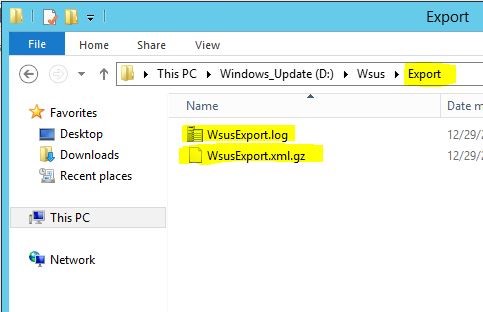 Export
File Home Share View
This PC Windows_Update (D:) Wsus Export
Name Date m
Favorites
Desktop
Downloads
Recent places
This PC
Network
WsusExport.log 12/29/2
WsusExport.xml.gz 12/29/2